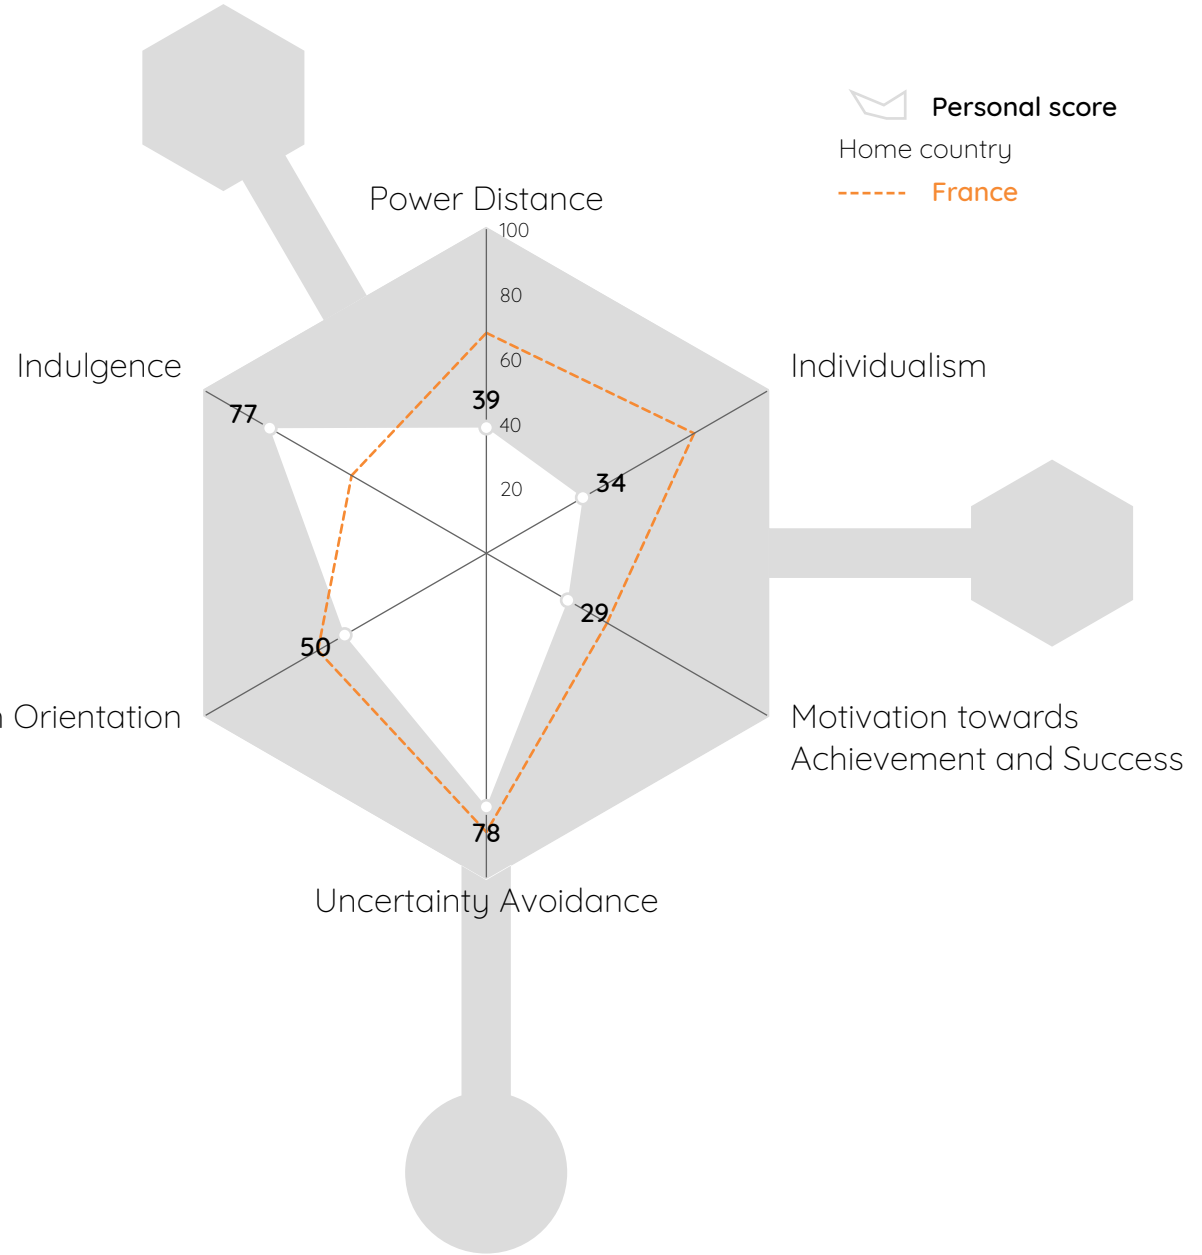 Personal score
Home country
France
Power Distance
100
80
60
39
40
20
Indulgence
77
Individualism
34
29
50
Orientation
Motivation towards
Achievement and Success
78
Uncertainty Avoidance